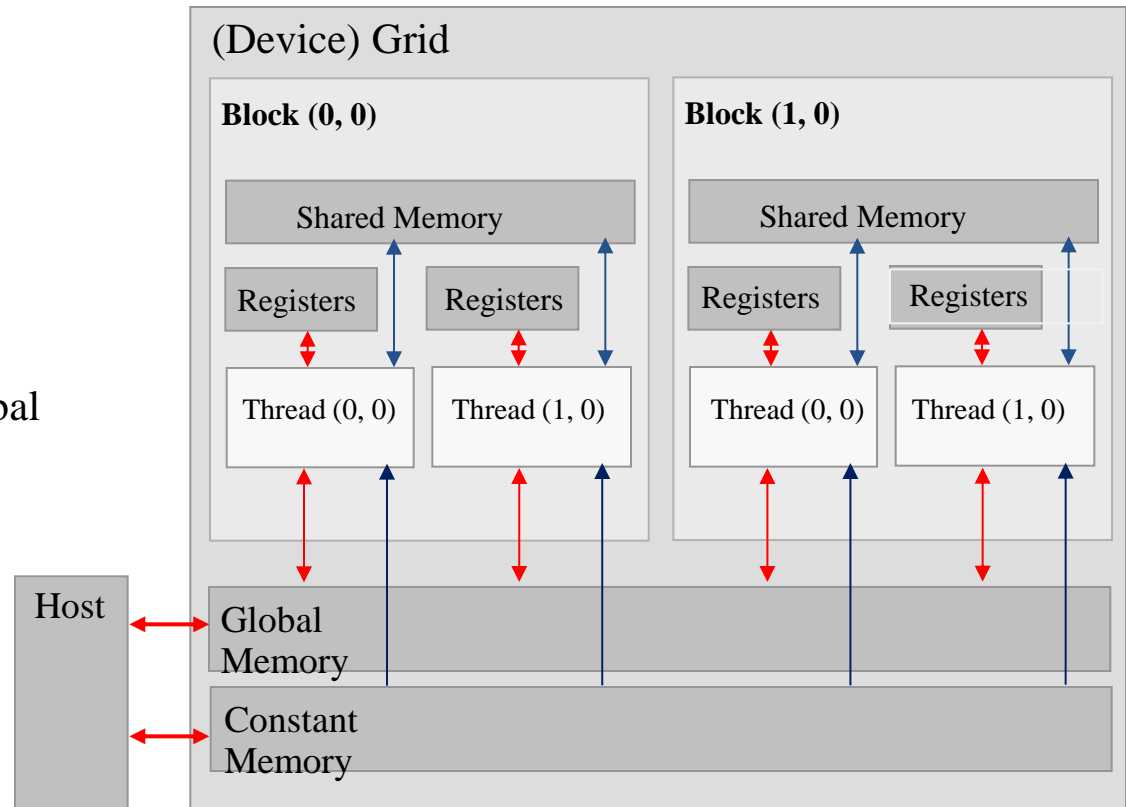 (Device) Grid
Block (0, 0)
Block (1, 0)
Shared Memory
Shared Memory
Registers
Registers
Registers
Registers
Thread (0, 0)
Thread (1, 0)
Thread (0, 0)
Thread (1, 0)
Host
Global
Memory
Constant
Memory